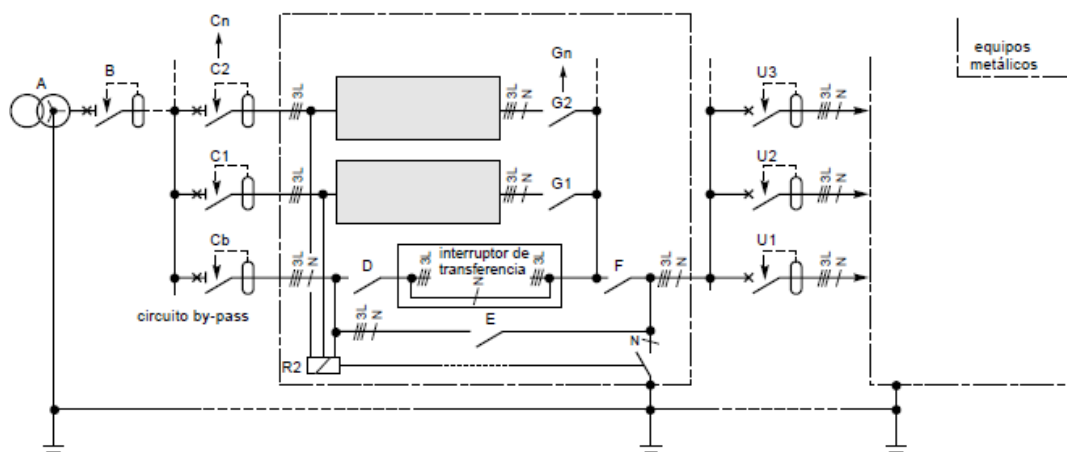 Cn
Gn
equipos
metálicos
A
B
C2
3L
3L
N
G2
U3
3L
N
C1
3L
3L
N
G1
U2
3L
N
Cb
3L
N
D
interruptor de
transferencia
3L
N
3L
F
3L
N
U1
3L
N
circuito by-pass
N
3L
N
E
R2
N